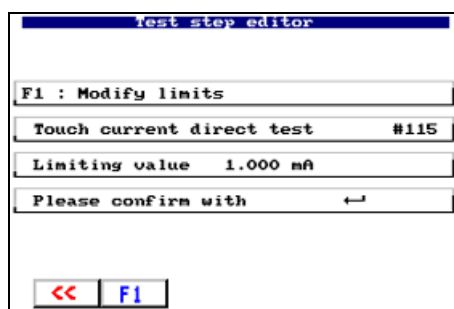 Test step editor
F1 : Modify limits
Touch current direct test #115
Limiting value 1.000 mA
Please confirm with ↵
<< F1